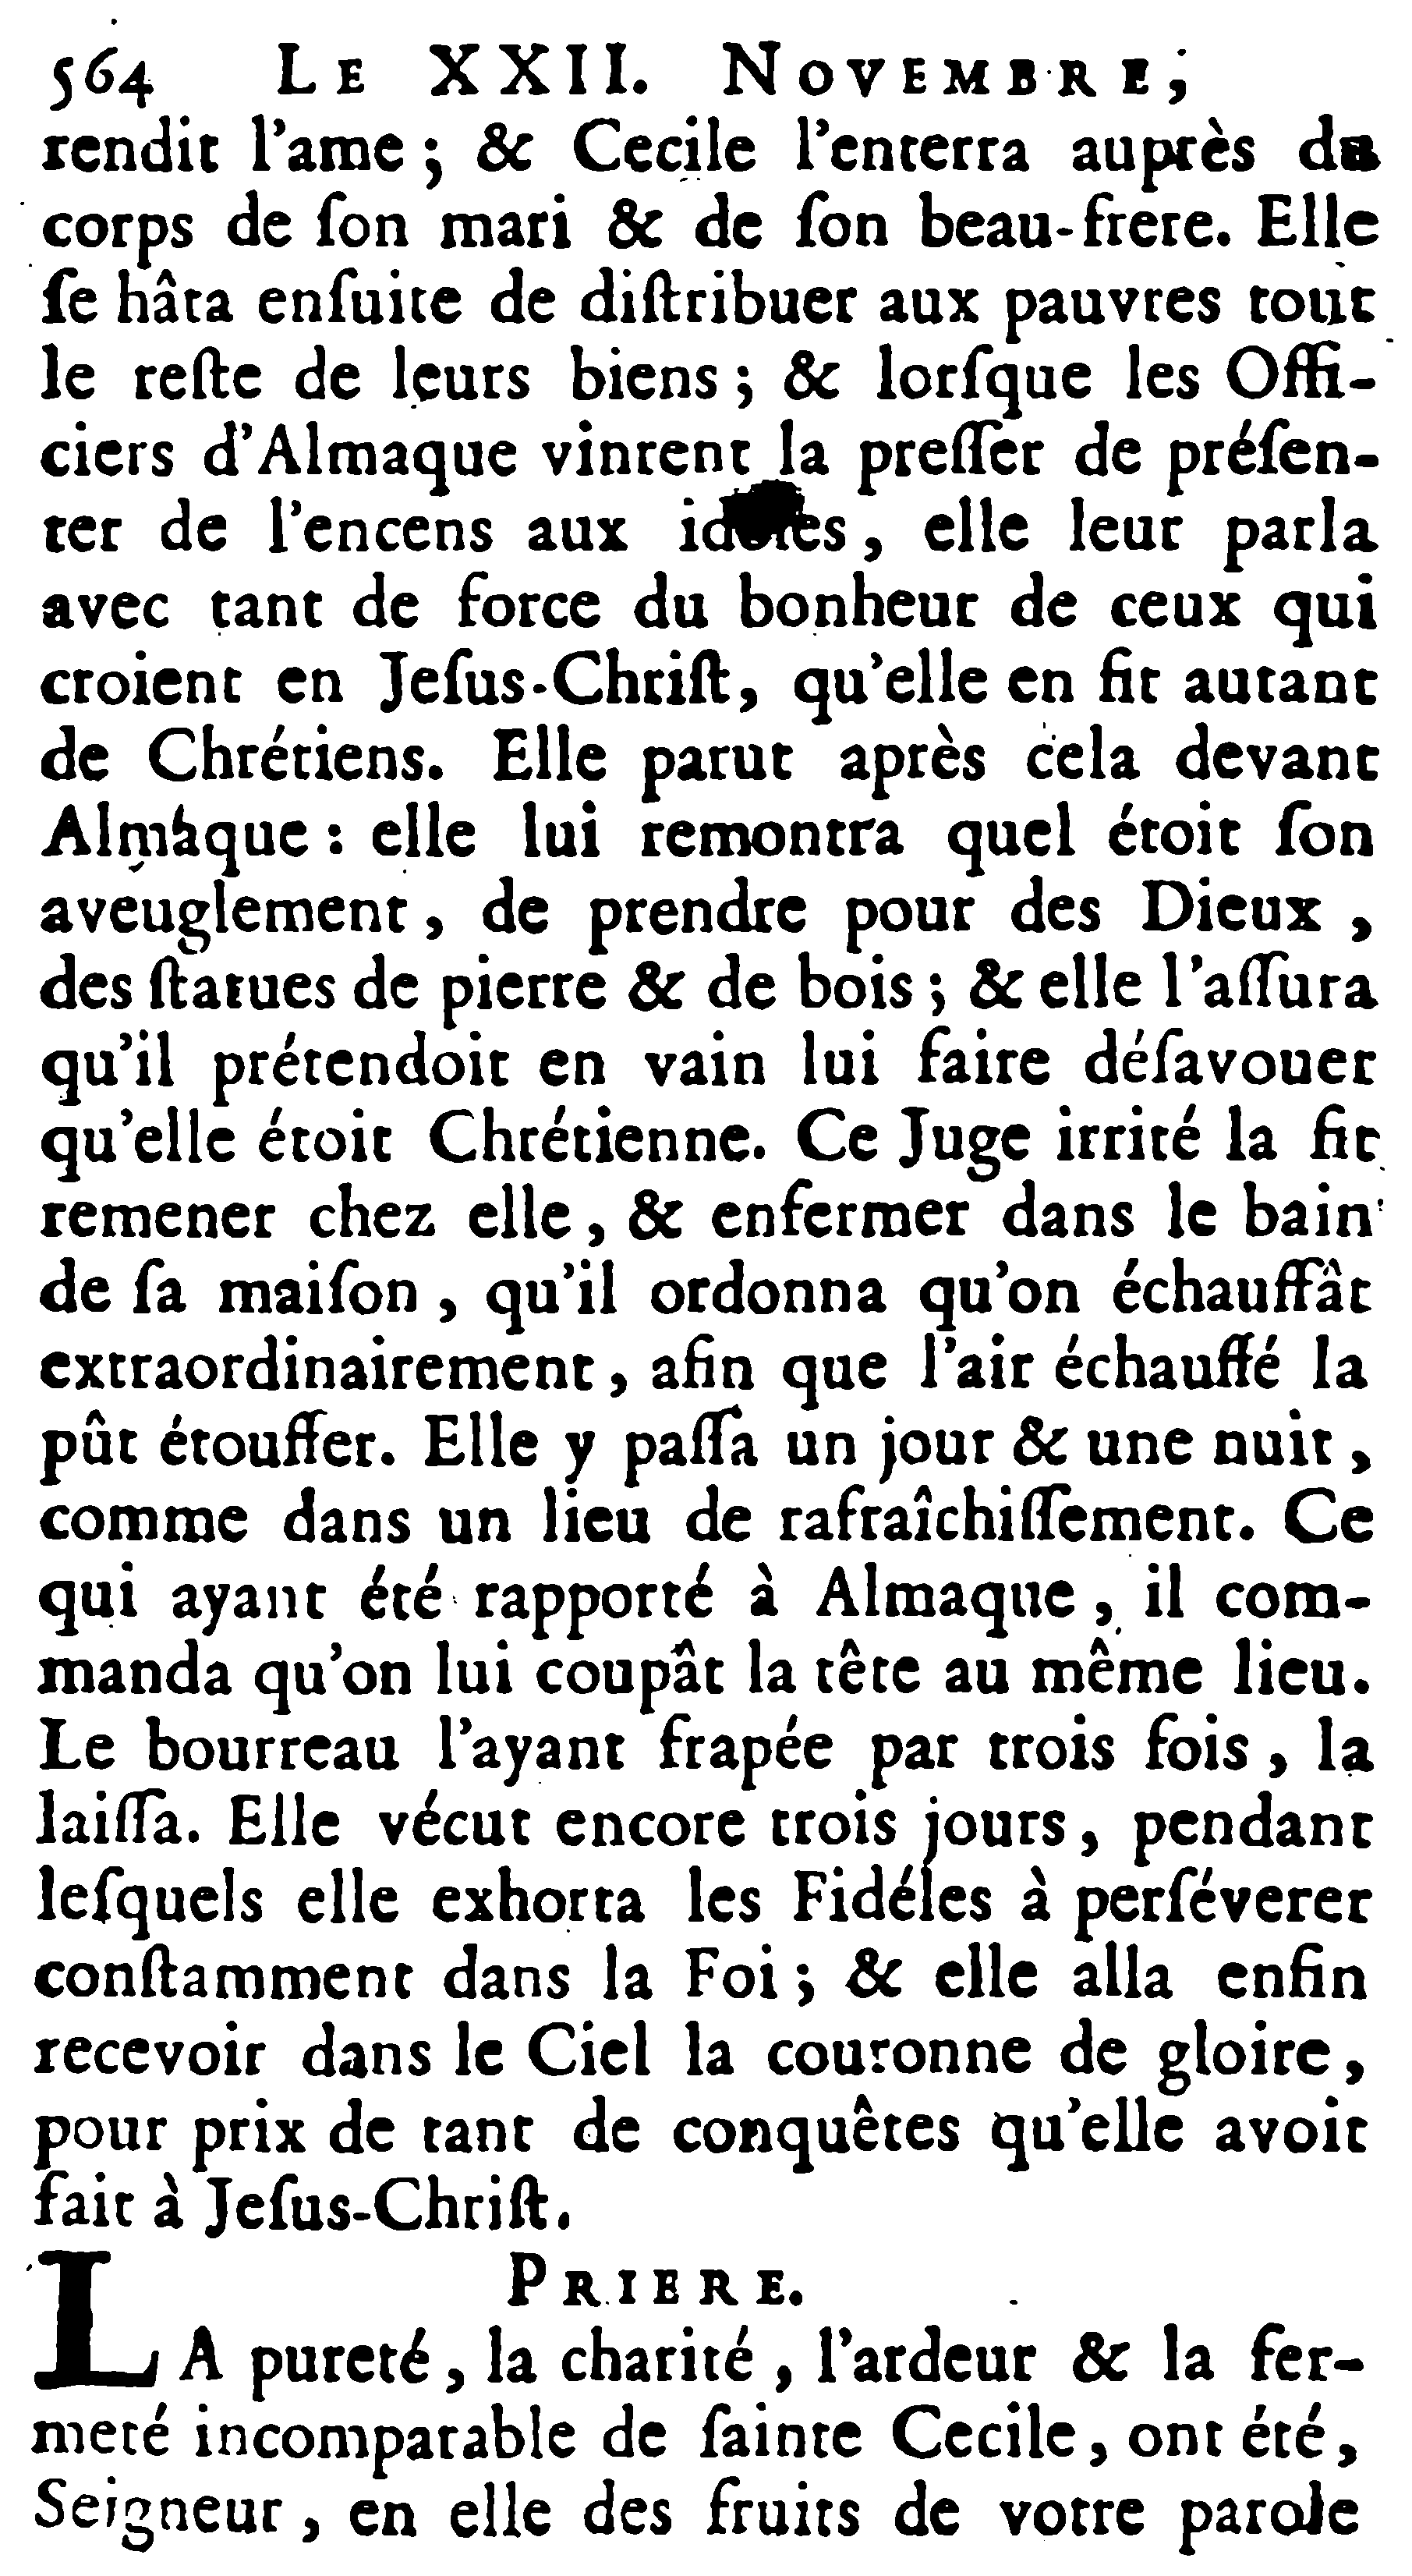 564 LE XXII. NOVEMBRE,
rendit l'ame ; & Cecile l'enterra auprès du
corps de ſon mari & de ſon beau-frere. Elle
ſe hâta enſuite de diſtribuer aux pauvres tout
le reſte de leurs biens ; & lorſque les Offi-
ciers d'Almaque vinrent la preſſer de préſen-
ter de l'encens aux idoles, elle leur parla
avec tant de force du bonheur de ceux qui
croient en Jeſus-Chriſt, qu'elle en fit autant
de Chrétiens. Elle parut après cela devant
Almaque : elle lui remontra quel étoit ſon
aveuglement, de prendre pour des Dieux ,
des ſtatues de pierre & de bois ; & elle l'aſſura
qu'il prétendoit en vain lui faire déſavouer
qu'elle étoit Chrétienne. Ce Juge irrité la fit
remener chez elle, & enfermer dans le bain
de ſa maiſon, qu'il ordonna qu'on échauffât
extraordinairement, afin que l'air échauffé la
pût étouffer. Elle y paſſa un jour & une nuit ,
comme dans un lieu de rafraîchiſſement. Ce
qui ayant été rapporté à Almaque, il com-
manda qu'on lui coupât la tête au même lieu.
Le bourreau l'ayant frapée par trois fois, la
laiſſa. Elle vécut encore trois jours, pendant
leſquels elle exhorta les Fidéles à perſéverer
conſtamment dans la Foi ; & elle alla enfin
recevoir dans le Ciel la couronne de gloire,
pour prix de tant de conquêtes qu'elle avoit
fait à Jeſus-Chriſt.
PRIERE.
LA pureté, la charité, l'ardeur & la fer-
meté incomparable de ſainte Cecile, ont été,
Seigneur, en elle des fruits de votre parole